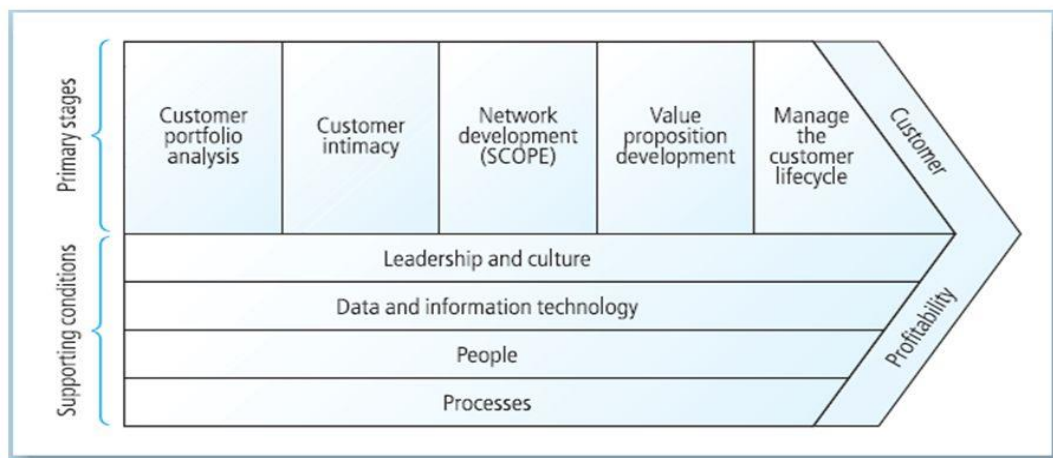 Primary stages
Customer
portfolio
analysis
Customer
intimacy
Network
development
(SCOPE)
Value
proposition
development
Manage
the
customer
lifecycle
Customer
Supporting conditions
Leadership and culture
Data and information technology
People
Processes
Profitability